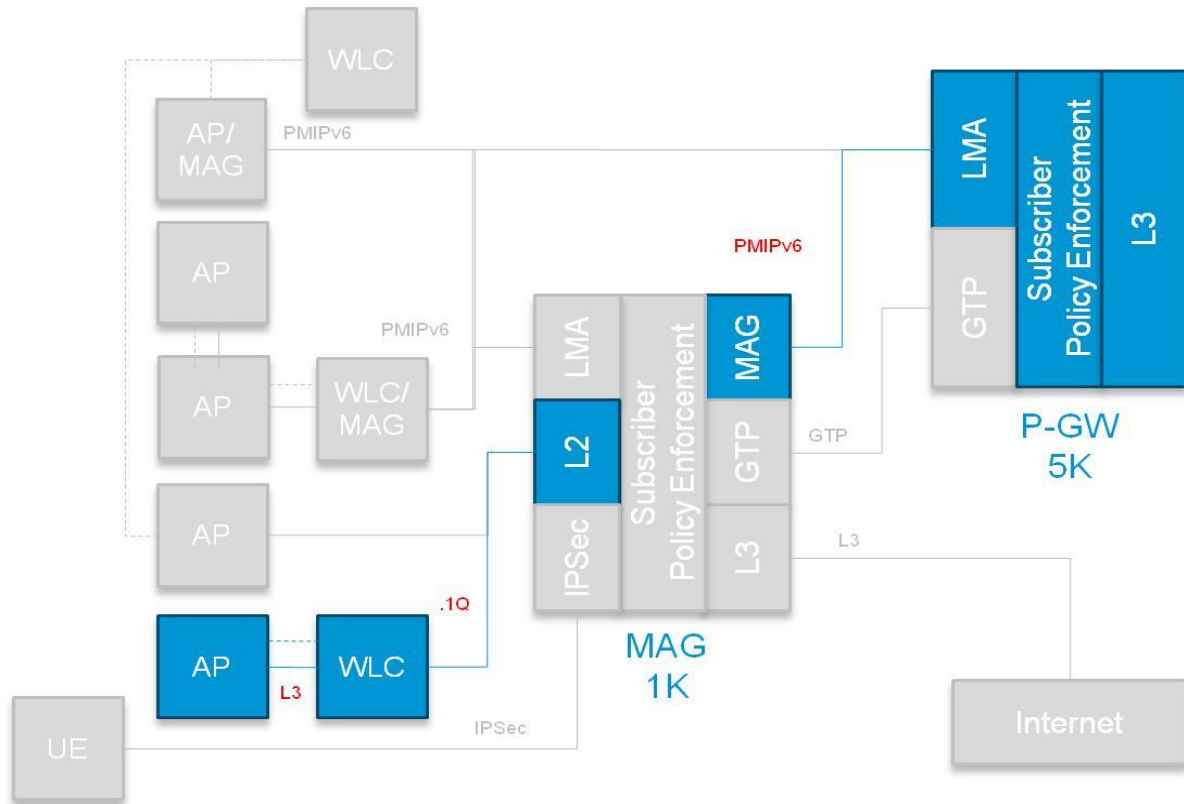 WLC
AP/
MAG
PMIPv6
AP
PMIPv6
AP
WLC/
MAG
AP
.1Q
AP
L3
WLC
UE
IPSec
LMA
L2
IPSec
Subscriber
Policy Enforcement
MAG
GTP
L3
MAG
1K
PMIPv6
GTP
L3
LMA
GTP
Subscriber
Policy Enforcement
L3
P-GW
5K
Internet